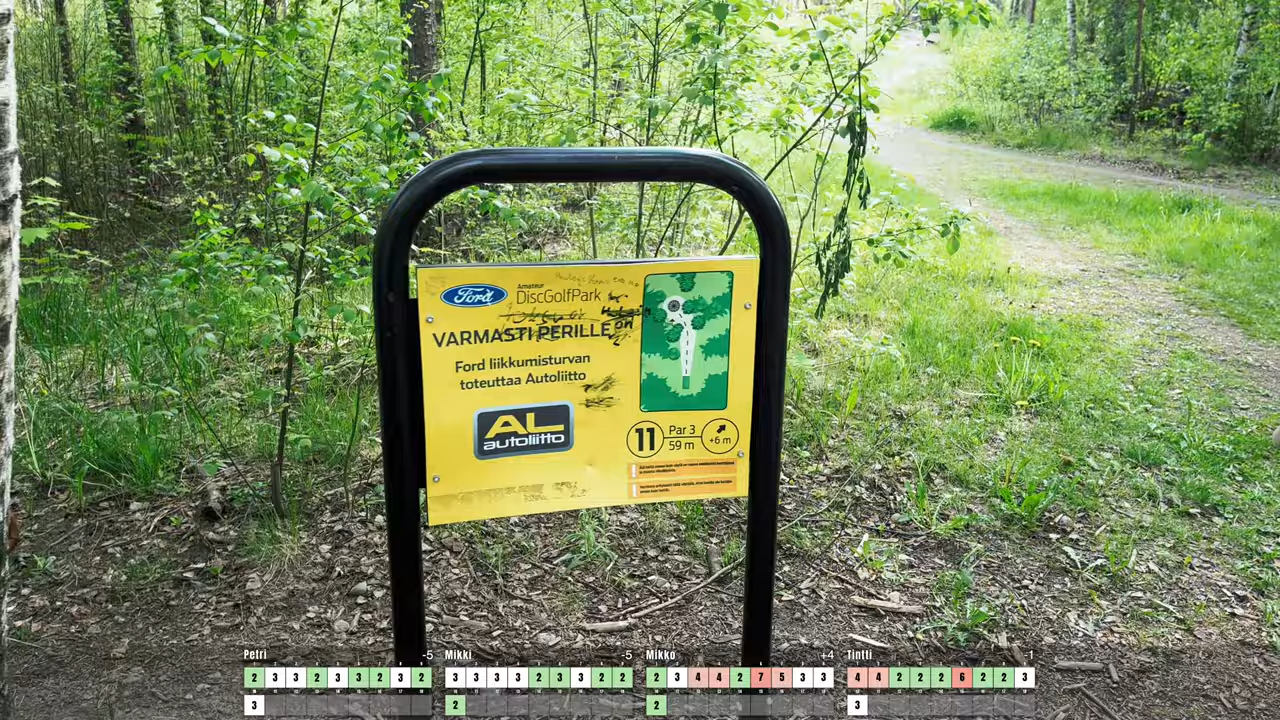 Ford
Amateur
DiscGolfPark
VARMASTI PERILLE
on
Ford liikkumisturvan
toteuttaa Autoliitto
AL
autoliitto
11
Par 3
59 m
+6 m
Petri -5
2 3 3 2 3 3 2 3 2
3
Mikki -5
3 3 3 3 2 3 3 2 2
2
Mikko +4
2 3 4 4 2 7 5 3 3
2
Tintti -1
4 4 2 2 2 6 2 2 3
3